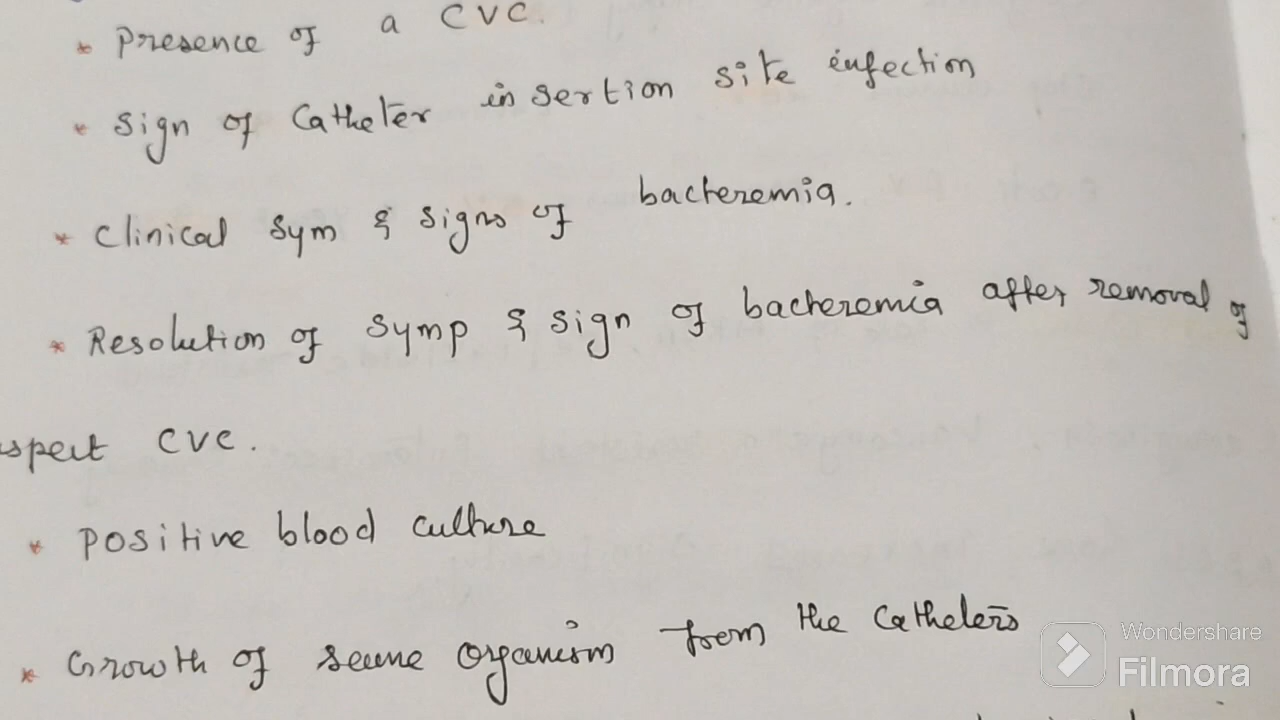 * Presence of a CVC.
* Sign of Catheter insertion site infection
* Clinical Sym & Signs of bacteremia.
* Resolution of Symp & Sign of bacteremia after removal of
CVC.
* Positive blood culture
* Growth of same organism from the Catheters
Wondershare
Filmora